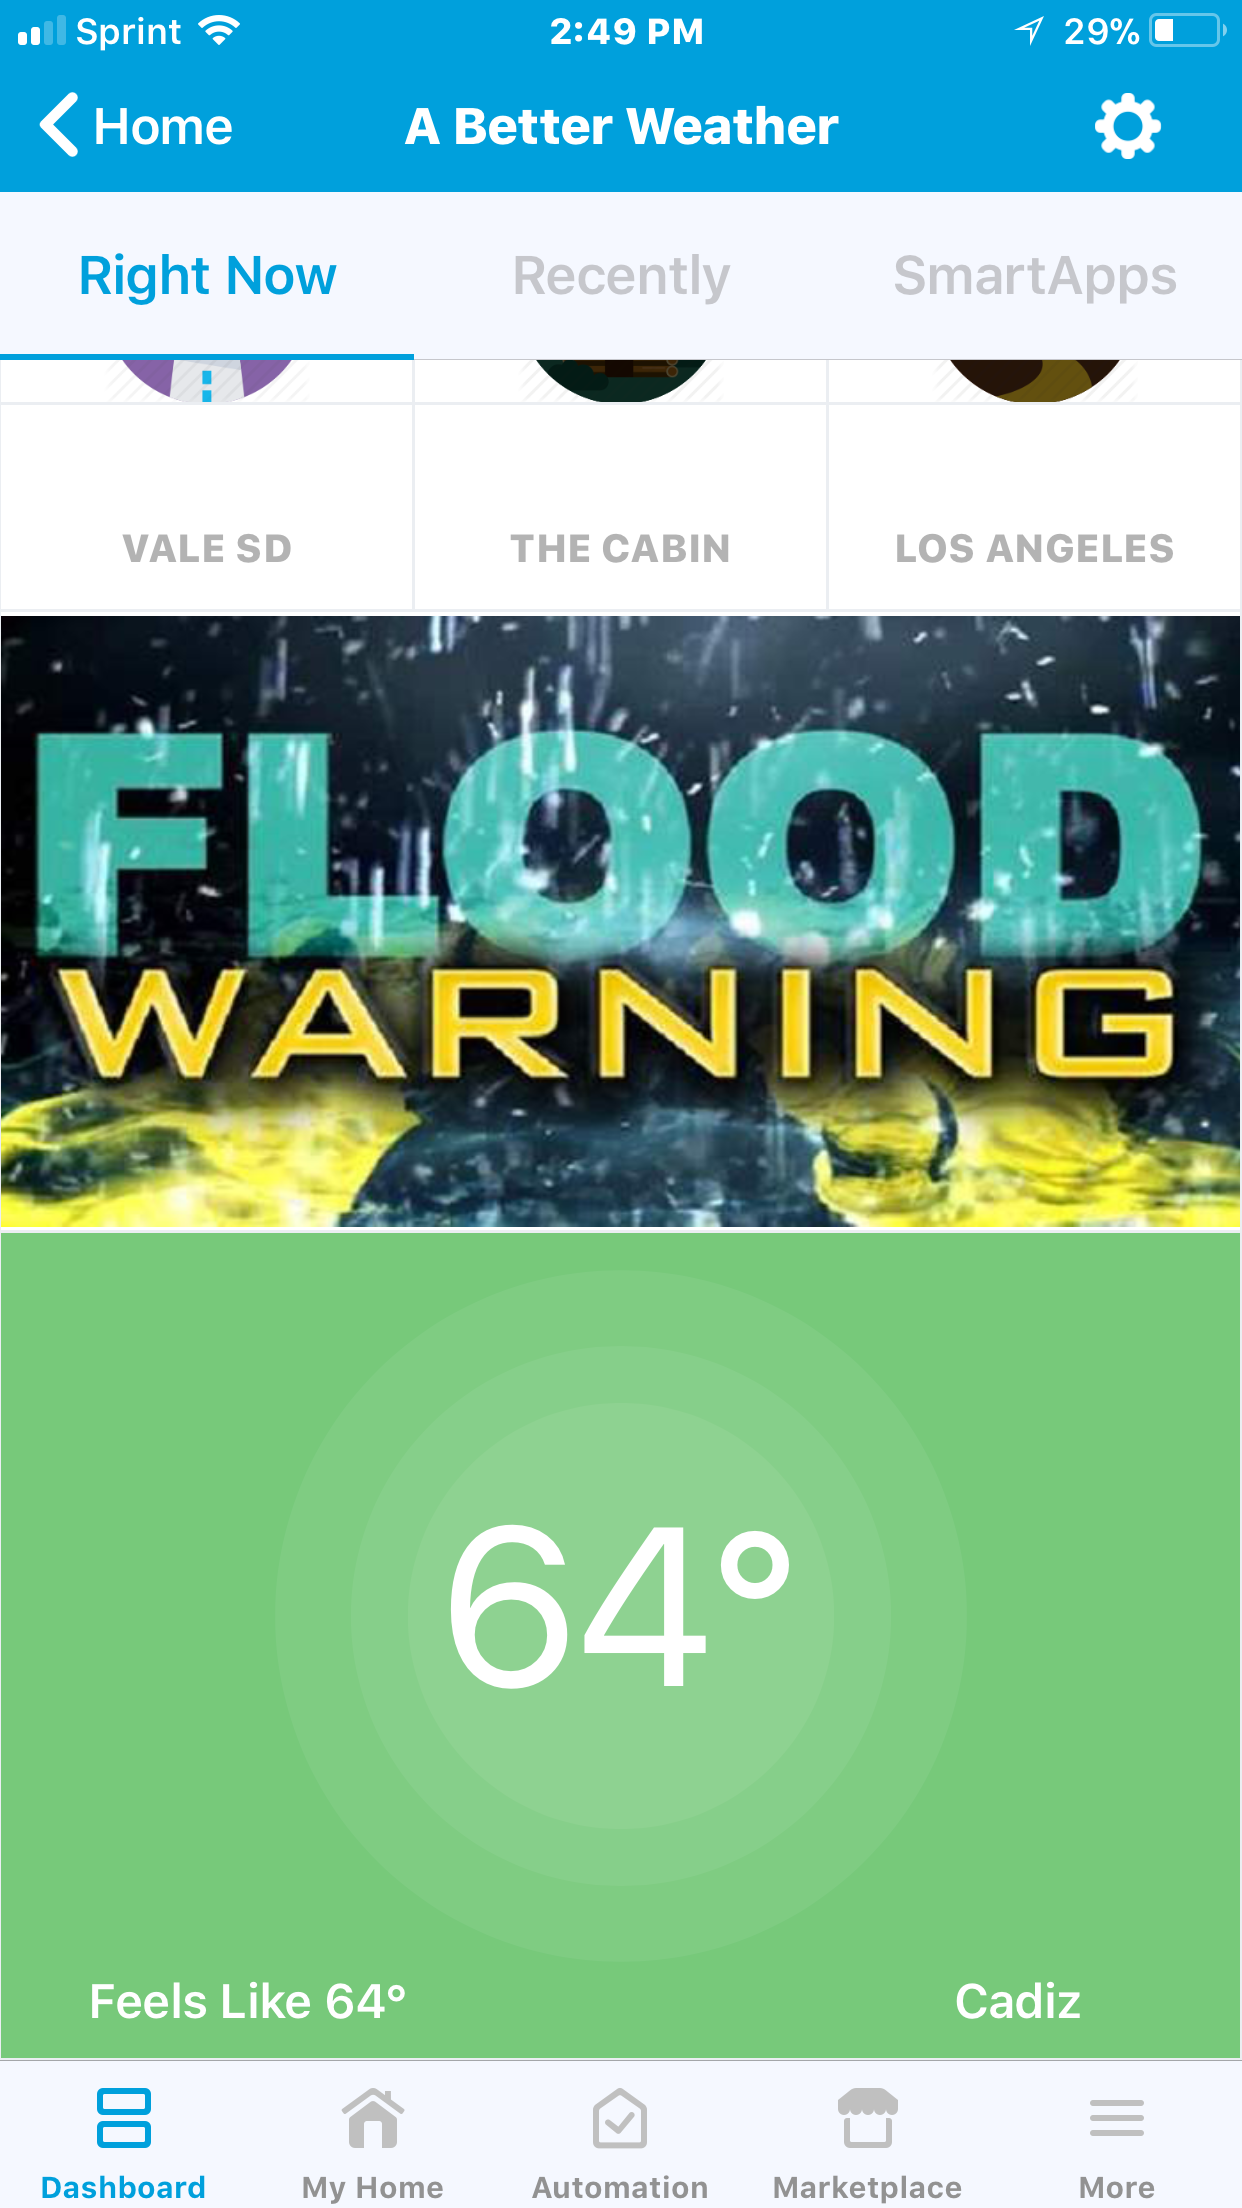 Sprint 2:49 PM 29%
Home A Better Weather
Right Now Recently SmartApps
VALE SD THE CABIN LOS ANGELES
FLOOD
WARNING
64°
Feels Like 64° Cadiz
Dashboard My Home Automation Marketplace More